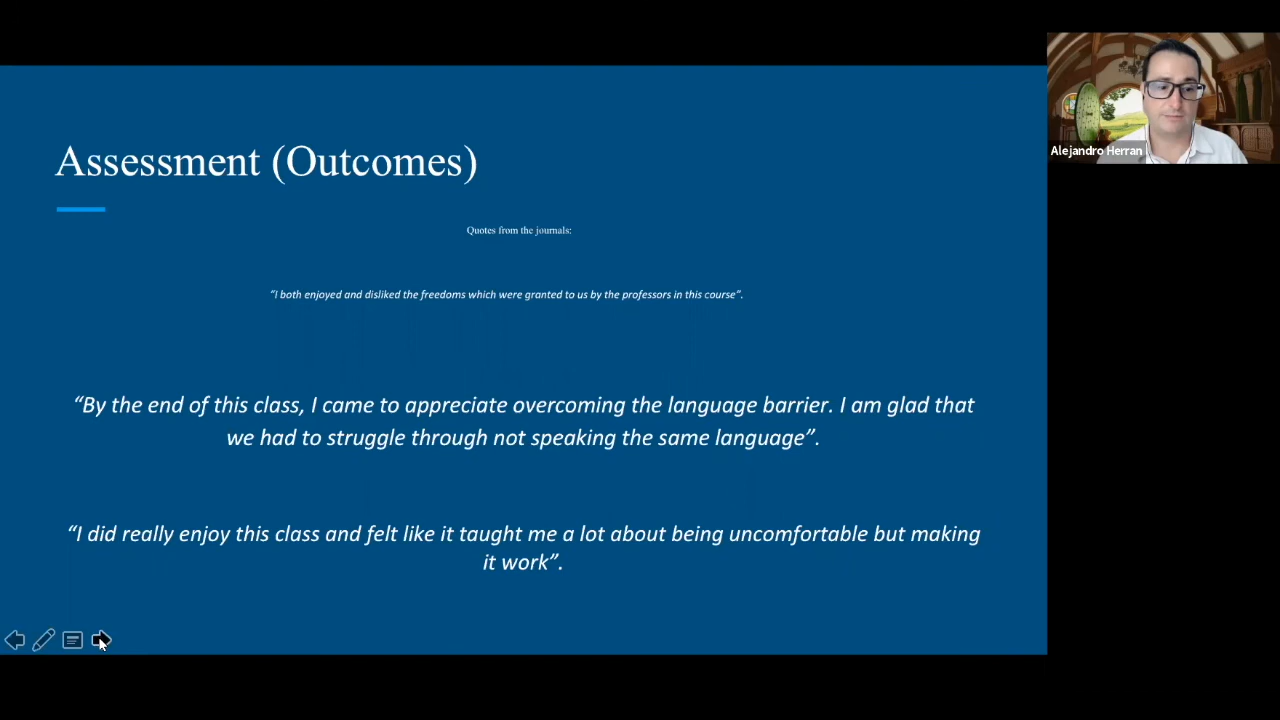 Assessment (Outcomes)
Quotes from the journals:
“I both enjoyed and disliked the freedoms which were granted to us by the professors in this course”.
“By the end of this class, I came to appreciate overcoming the language barrier. I am glad that
we had to struggle through not speaking the same language”.
“I did really enjoy this class and felt like it taught me a lot about being uncomfortable but making
it work”.
Alejandro Herran